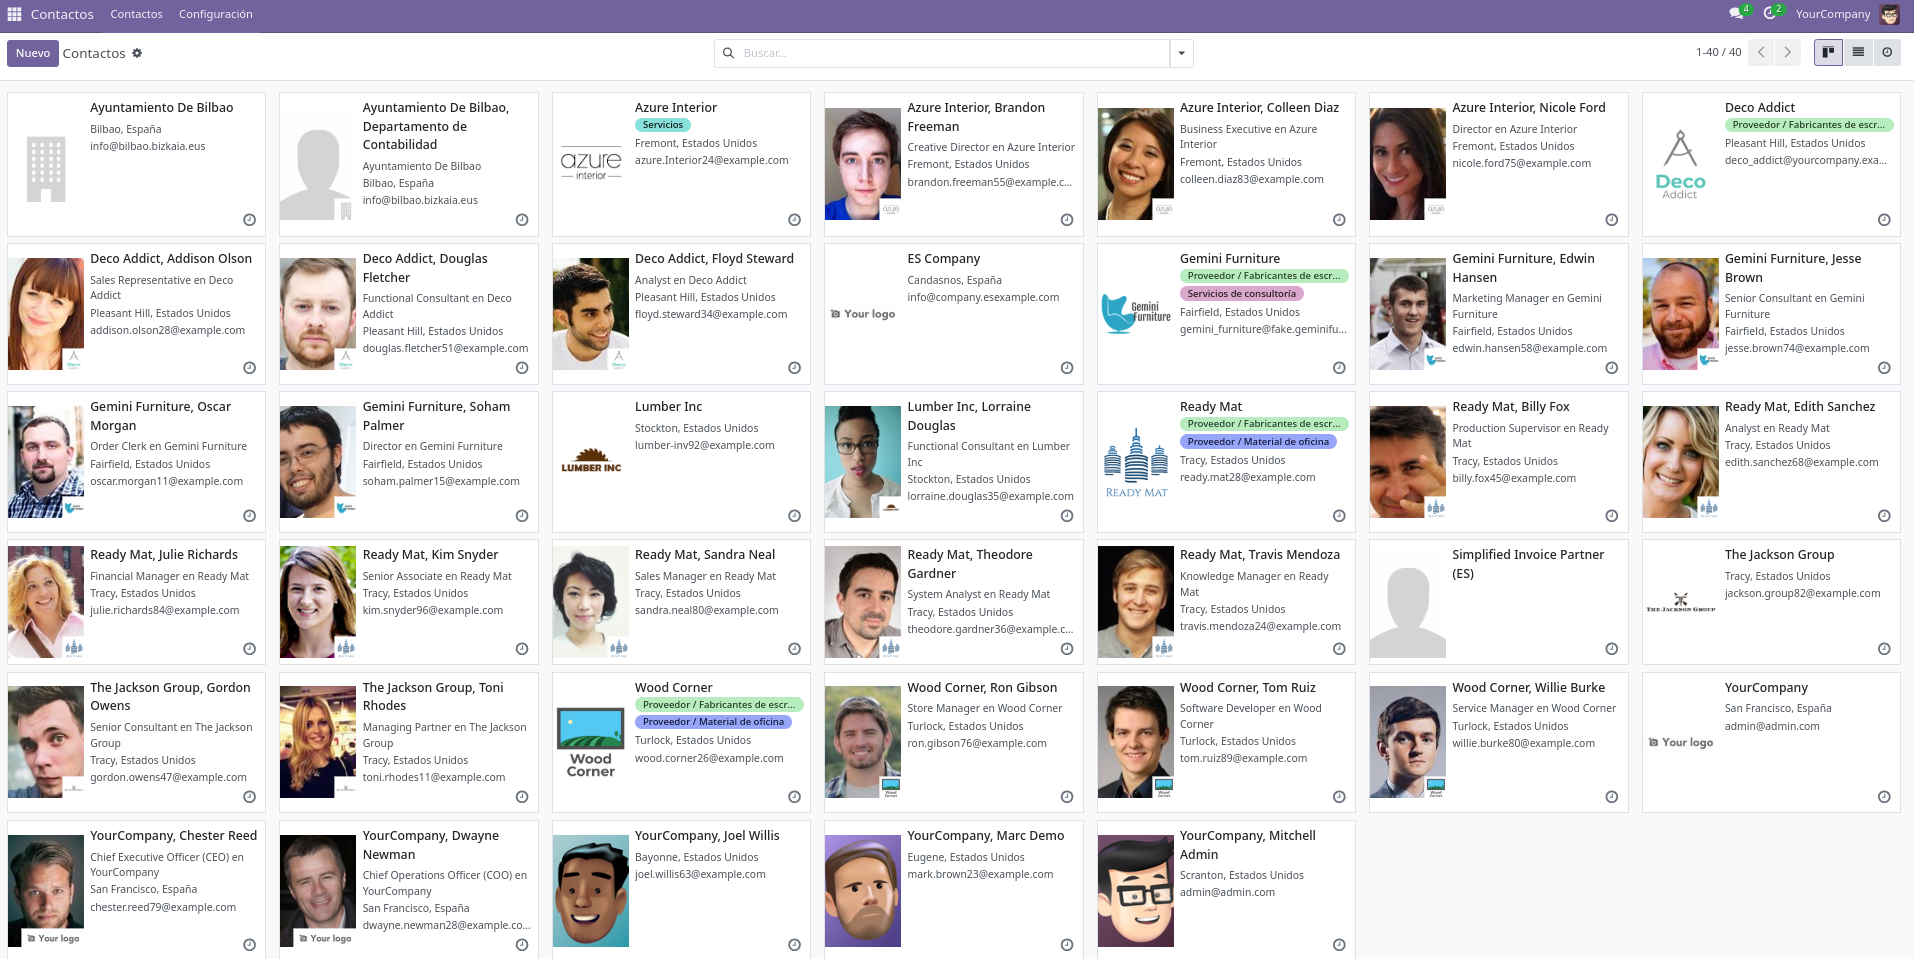 Contactos Contactos Configuración 4 2 YourCompany
Nuevo Contactos Buscar... 1-40 / 40
Ayuntamiento De Bilbao
Bilbao, España
info@bilbao.bizkaia.eus
Ayuntamiento De Bilbao,
Departamento de
Contabilidad
Ayuntamiento De Bilbao
Bilbao, España
info@bilbao.bizkaia.eus
azure
interior
Azure Interior
Servicios
Fremont, Estados Unidos
azure.Interior24@example.com
Azure Interior, Brandon
Freeman
Creative Director en Azure Interior
Fremont, Estados Unidos
brandon.freeman55@example.c...
Azure Interior, Colleen Diaz
Business Executive en Azure
Interior
Fremont, Estados Unidos
colleen.diaz83@example.com
Azure Interior, Nicole Ford
Director en Azure Interior
Fremont, Estados Unidos
nicole.ford75@example.com
Deco
Addict
Deco Addict
Proveedor / Fabricantes de escr...
Pleasant Hill, Estados Unidos
deco_addict@yourcompany.exa...
Deco Addict, Addison Olson
Sales Representative en Deco
Addict
Pleasant Hill, Estados Unidos
addison.olson28@example.com
Deco Addict, Douglas
Fletcher
Functional Consultant en Deco
Addict
Pleasant Hill, Estados Unidos
douglas.fletcher51@example.com
Deco Addict, Floyd Steward
Analyst en Deco Addict
Pleasant Hill, Estados Unidos
floyd.steward34@example.com
Your logo
ES Company
Candasnos, España
info@company.esexample.com
Gemini
Furniture
Gemini Furniture
Proveedor / Fabricantes de escr...
Servicios de consultoría
Fairfield, Estados Unidos
gemini_furniture@fake.geminifu...
Gemini Furniture, Edwin
Hansen
Marketing Manager en Gemini
Furniture
Fairfield, Estados Unidos
edwin.hansen58@example.com
Gemini Furniture, Jesse
Brown
Senior Consultant en Gemini
Furniture
Fairfield, Estados Unidos
jesse.brown74@example.com
Gemini Furniture, Oscar
Morgan
Order Clerk en Gemini Furniture
Fairfield, Estados Unidos
oscar.morgan11@example.com
Gemini Furniture, Soham
Palmer
Director en Gemini Furniture
Fairfield, Estados Unidos
soham.palmer15@example.com
LUMBER INC
Lumber Inc
Stockton, Estados Unidos
lumber-inv92@example.com
Lumber Inc, Lorraine
Douglas
Functional Consultant en Lumber
Inc
Stockton, Estados Unidos
lorraine.douglas35@example.com
READY MAT
Ready Mat
Proveedor / Fabricantes de escr...
Proveedor / Material de oficina
Tracy, Estados Unidos
ready.mat28@example.com
Ready Mat, Billy Fox
Production Supervisor en Ready
Mat
Tracy, Estados Unidos
billy.fox45@example.com
Ready Mat, Edith Sanchez
Analyst en Ready Mat
Tracy, Estados Unidos
edith.sanchez68@example.com
Ready Mat, Julie Richards
Financial Manager en Ready Mat
Tracy, Estados Unidos
julie.richards84@example.com
Ready Mat, Kim Snyder
Senior Associate en Ready Mat
Tracy, Estados Unidos
kim.snyder96@example.com
Ready Mat, Sandra Neal
Sales Manager en Ready Mat
Tracy, Estados Unidos
sandra.neal80@example.com
Ready Mat, Theodore
Gardner
System Analyst en Ready Mat
Tracy, Estados Unidos
theodore.gardner36@example.c...
Ready Mat, Travis Mendoza
Knowledge Manager en Ready
Mat
Tracy, Estados Unidos
travis.mendoza24@example.com
Simplified Invoice Partner
(ES)
THE JACKSON GROUP
The Jackson Group
Tracy, Estados Unidos
jackson.group82@example.com
The Jackson Group, Gordon
Owens
Senior Consultant en The Jackson
Group
Tracy, Estados Unidos
gordon.owens47@example.com
The Jackson Group, Toni
Rhodes
Managing Partner en The Jackson
Group
Tracy, Estados Unidos
toni.rhodes11@example.com
Wood
Corner
Wood Corner
Proveedor / Fabricantes de escr...
Proveedor / Material de oficina
Turlock, Estados Unidos
wood.corner26@example.com
Wood Corner, Ron Gibson
Store Manager en Wood Corner
Turlock, Estados Unidos
ron.gibson76@example.com
Wood Corner, Tom Ruiz
Software Developer en Wood
Corner
Turlock, Estados Unidos
tom.ruiz89@example.com
Wood Corner, Willie Burke
Service Manager en Wood Corner
Turlock, Estados Unidos
willie.burke80@example.com
Your logo
YourCompany
San Francisco, España
admin@admin.com
YourCompany, Chester Reed
Chief Executive Officer (CEO) en
YourCompany
San Francisco, España
chester.reed79@example.com
Your logo
YourCompany, Dwayne
Newman
Chief Operations Officer (COO) en
YourCompany
San Francisco, España
dwayne.newman28@example.co...
Your logo
YourCompany, Joel Willis
Bayonne, Estados Unidos
joel.willis63@example.com
YourCompany, Marc Demo
Eugene, Estados Unidos
mark.brown23@example.com
YourCompany, Mitchell
Admin
Scranton, Estados Unidos
admin@admin.com